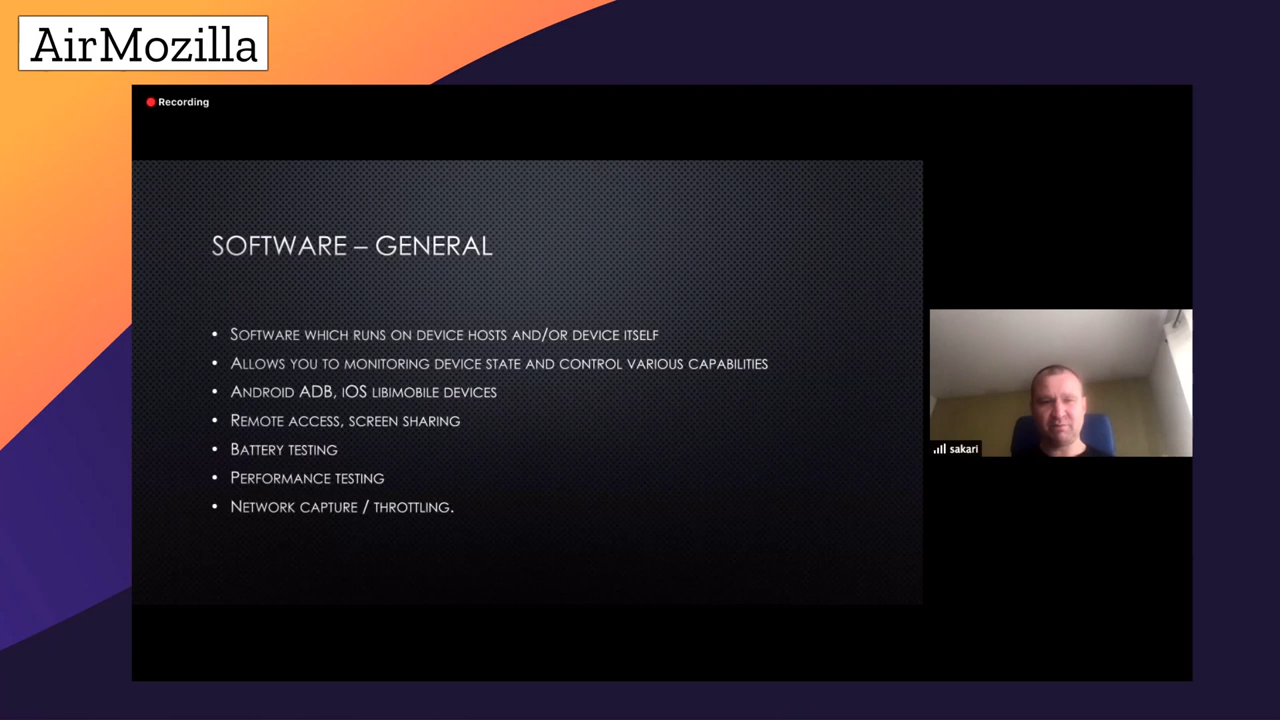 AirMozilla
Recording
SOFTWARE – GENERAL
• SOFTWARE WHICH RUNS ON DEVICE HOSTS AND/OR DEVICE ITSELF
• ALLOWS YOU TO MONITORING DEVICE STATE AND CONTROL VARIOUS CAPABILITIES
• ANDROID ADB, iOS LIBIMOBILE DEVICES
• REMOTE ACCESS, SCREEN SHARING
• BATTERY TESTING
• PERFORMANCE TESTING
• NETWORK CAPTURE / THROTTLING.
sakari